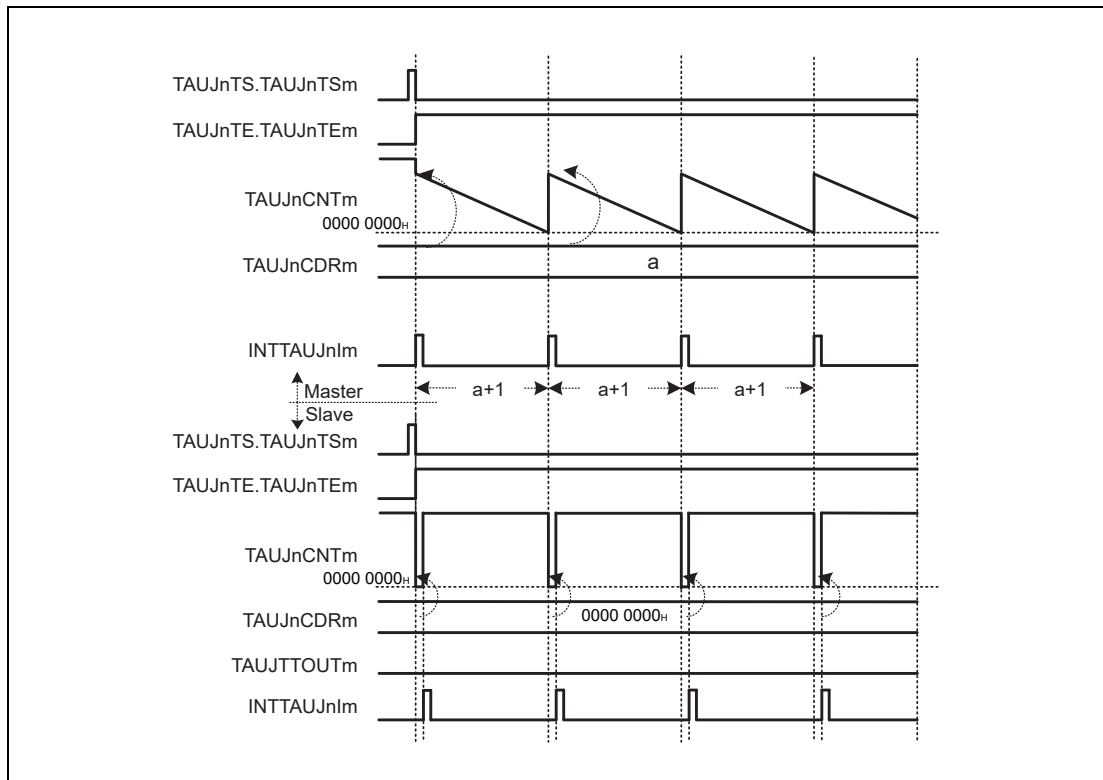 TAUJnTS.TAUJnTSm
TAUJnTE.TAUJnTEm
TAUJnCNTm
0000 0000H
TAUJnCDRm
a
INTTAUJnIm
Master
a+1
a+1
a+1
Slave
TAUJnTS.TAUJnTSm
TAUJnTE.TAUJnTEm
TAUJnCNTm
0000 0000H
0000 0000H
TAUJnCDRm
TAUJTTOUTm
INTTAUJnIm